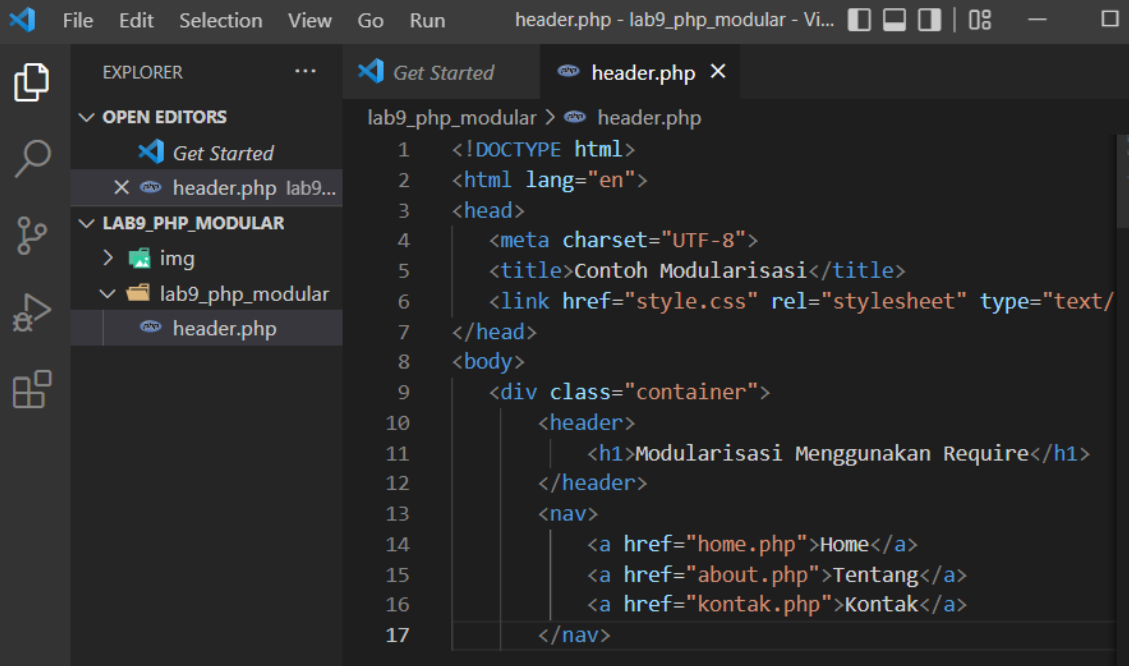 File Edit Selection View Go Run header.php - lab9_php_modular - Vi...
EXPLORER ...
Get Started header.php
OPEN EDITORS
Get Started
header.php lab9...
LAB9_PHP_MODULAR
img
lab9_php_modular
header.php
lab9_php_modular > header.php
1 <!DOCTYPE html>
2 <html lang="en">
3 <head>
4 <meta charset="UTF-8">
5 <title>Contoh Modularisasi</title>
6 <link href="style.css" rel="stylesheet" type="text/
7 </head>
8 <body>
9 <div class="container">
10 <header>
11 <h1>Modularisasi Menggunakan Require</h1>
12 </header>
13 <nav>
14 <a href="home.php">Home</a>
15 <a href="about.php">Tentang</a>
16 <a href="kontak.php">Kontak</a>
17 </nav>